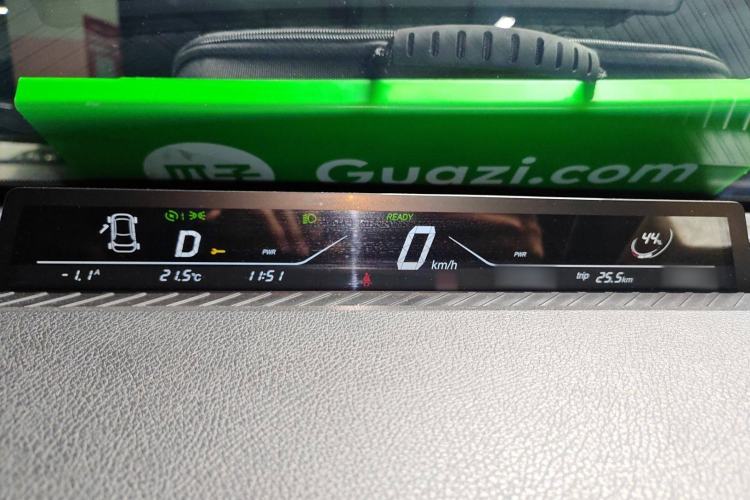 Guazi.com
READY
D
PWR
0 km/h
PWR
44%
-1.1A
21.5°C
11:51
trip 25.5km